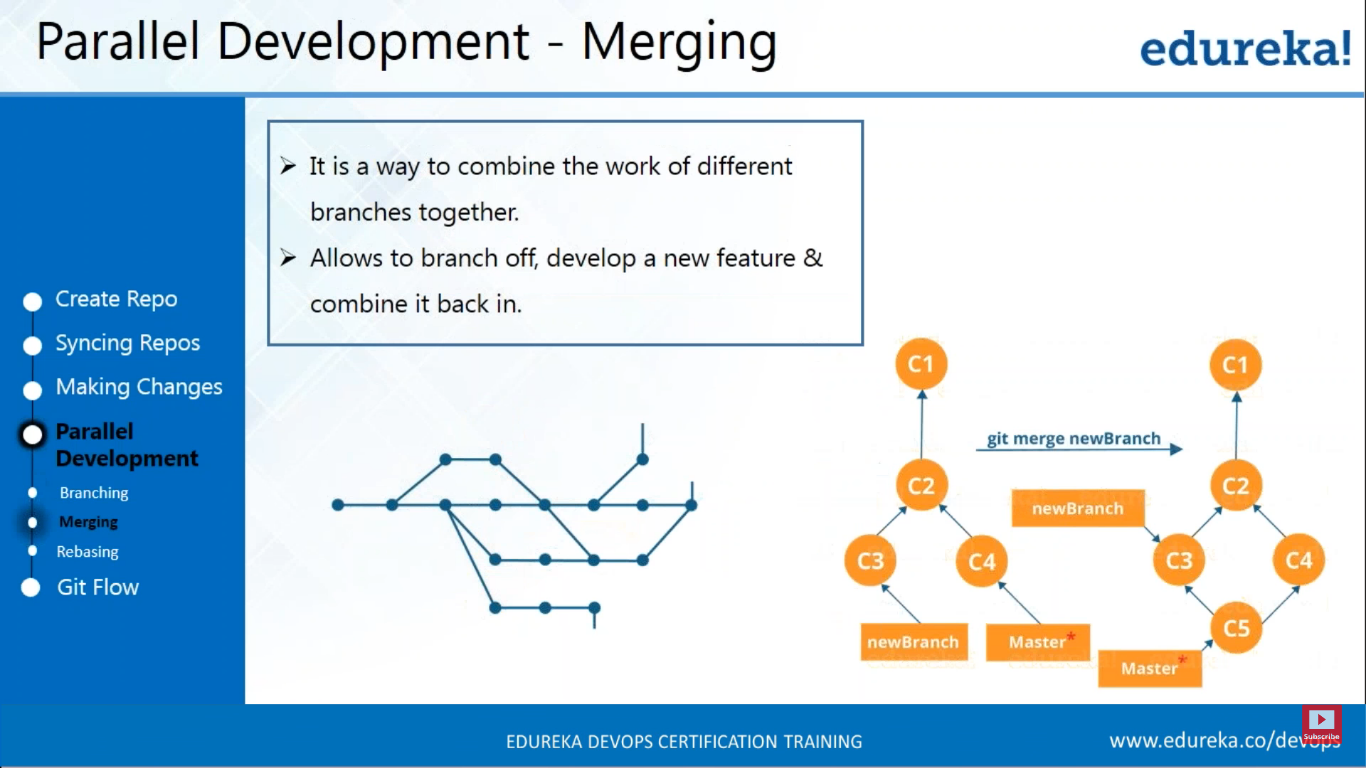 Parallel Development - Merging
edureka!
It is a way to combine the work of different
branches together.
Allows to branch off, develop a new feature &
combine it back in.
Create Repo
Syncing Repos
Making Changes
Parallel
Development
Branching
Merging
Rebasing
Git Flow
C1
C2
C3
C4
newBranch
Master*
git merge newBranch
C1
C2
newBranch
C3
C4
C5
Master*
EDUREKA DEVOPS CERTIFICATION TRAINING
www.edureka.co/devops
Subscribe